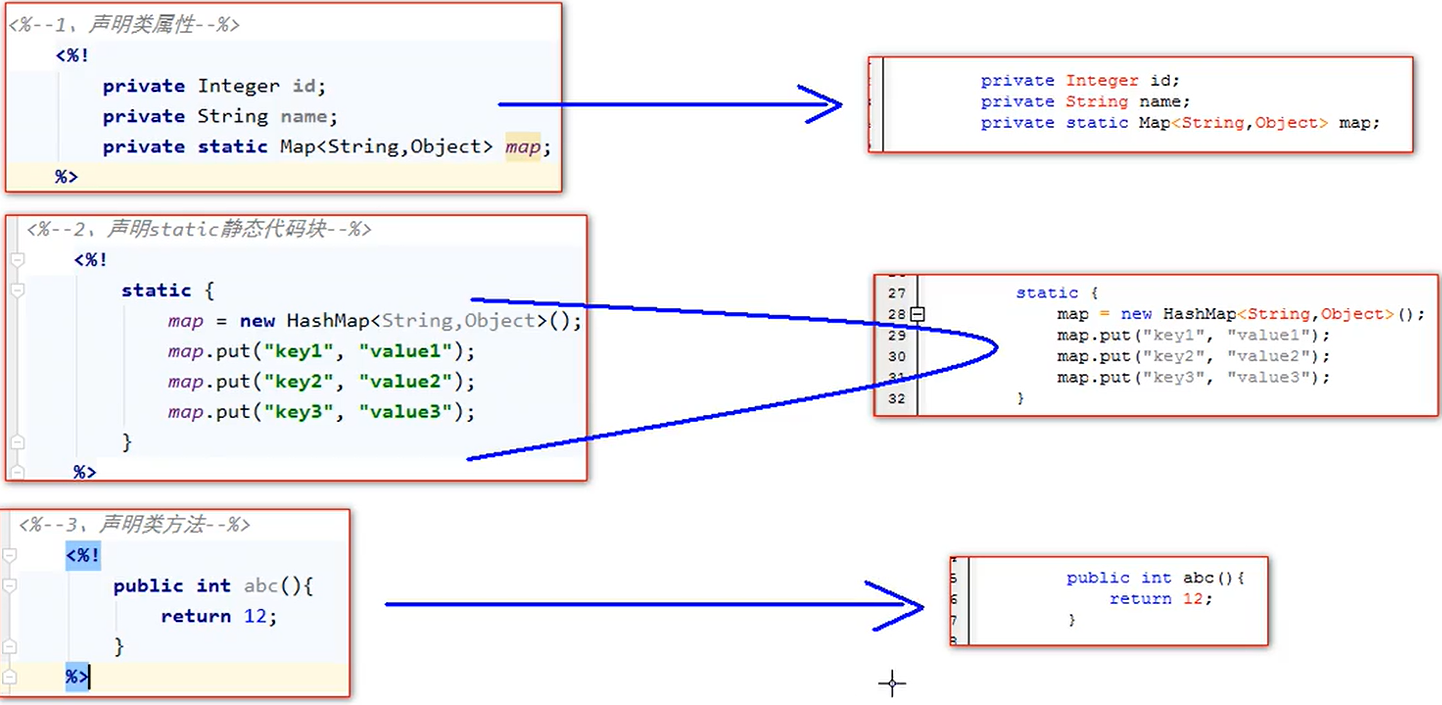 <%--1、声明类属性--%>
<%!
private Integer id;
private String name;
private static Map<String,Object> map;
%>
private Integer id;
private String name;
private static Map<String,Object> map;
<%--2、声明static静态代码块--%>
<%!
static {
map = new HashMap<String,Object>();
map.put("key1", "value1");
map.put("key2", "value2");
map.put("key3", "value3");
}
%>
27 static {
28 map = new HashMap<String,Object>();
29 map.put("key1", "value1");
30 map.put("key2", "value2");
31 map.put("key3", "value3");
32 }
<%--3、声明类方法--%>
<%!
public int abc(){
return 12;
}
%>
5 public int abc(){
6 return 12;
7 }
8